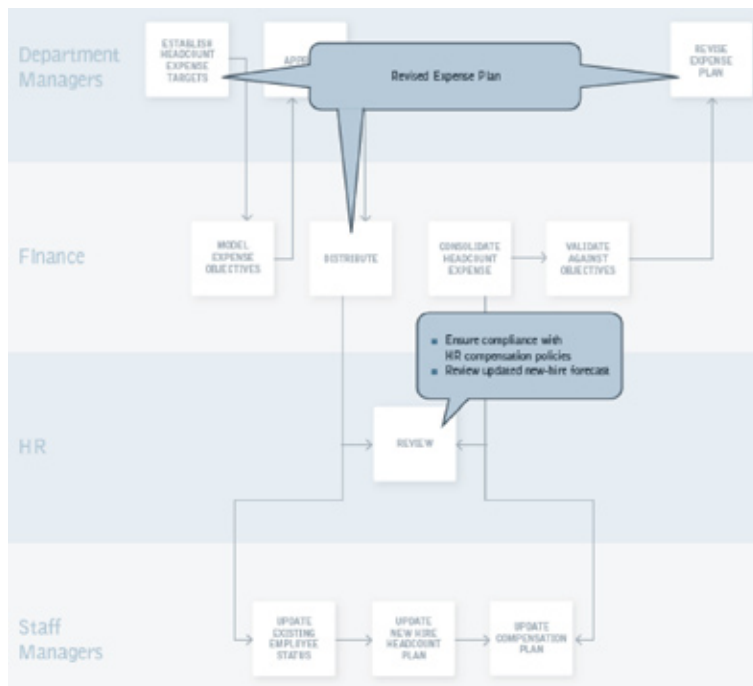 Department
Managers
ESTABLISH
HEADCOUNT
EXPENSE
TARGETS
Revised Expense Plan
REVISE
EXPENSE
PLAN
Finance
MODEL
EXPENSE
OBJECTIVES
DISTRIBUTE
CONSOLIDATE
HEADCOUNT
EXPENSE
VALIDATE
AGAINST
OBJECTIVES
Ensure compliance with
HR compensation policies
Review updated new-hire forecast
HR
REVIEW
Staff
Managers
UPDATE
EXISTING
EMPLOYEE
STATUS
UPDATE
NEW HIRE
HEADCOUNT
PLAN
UPDATE
COMPENSATION
PLAN